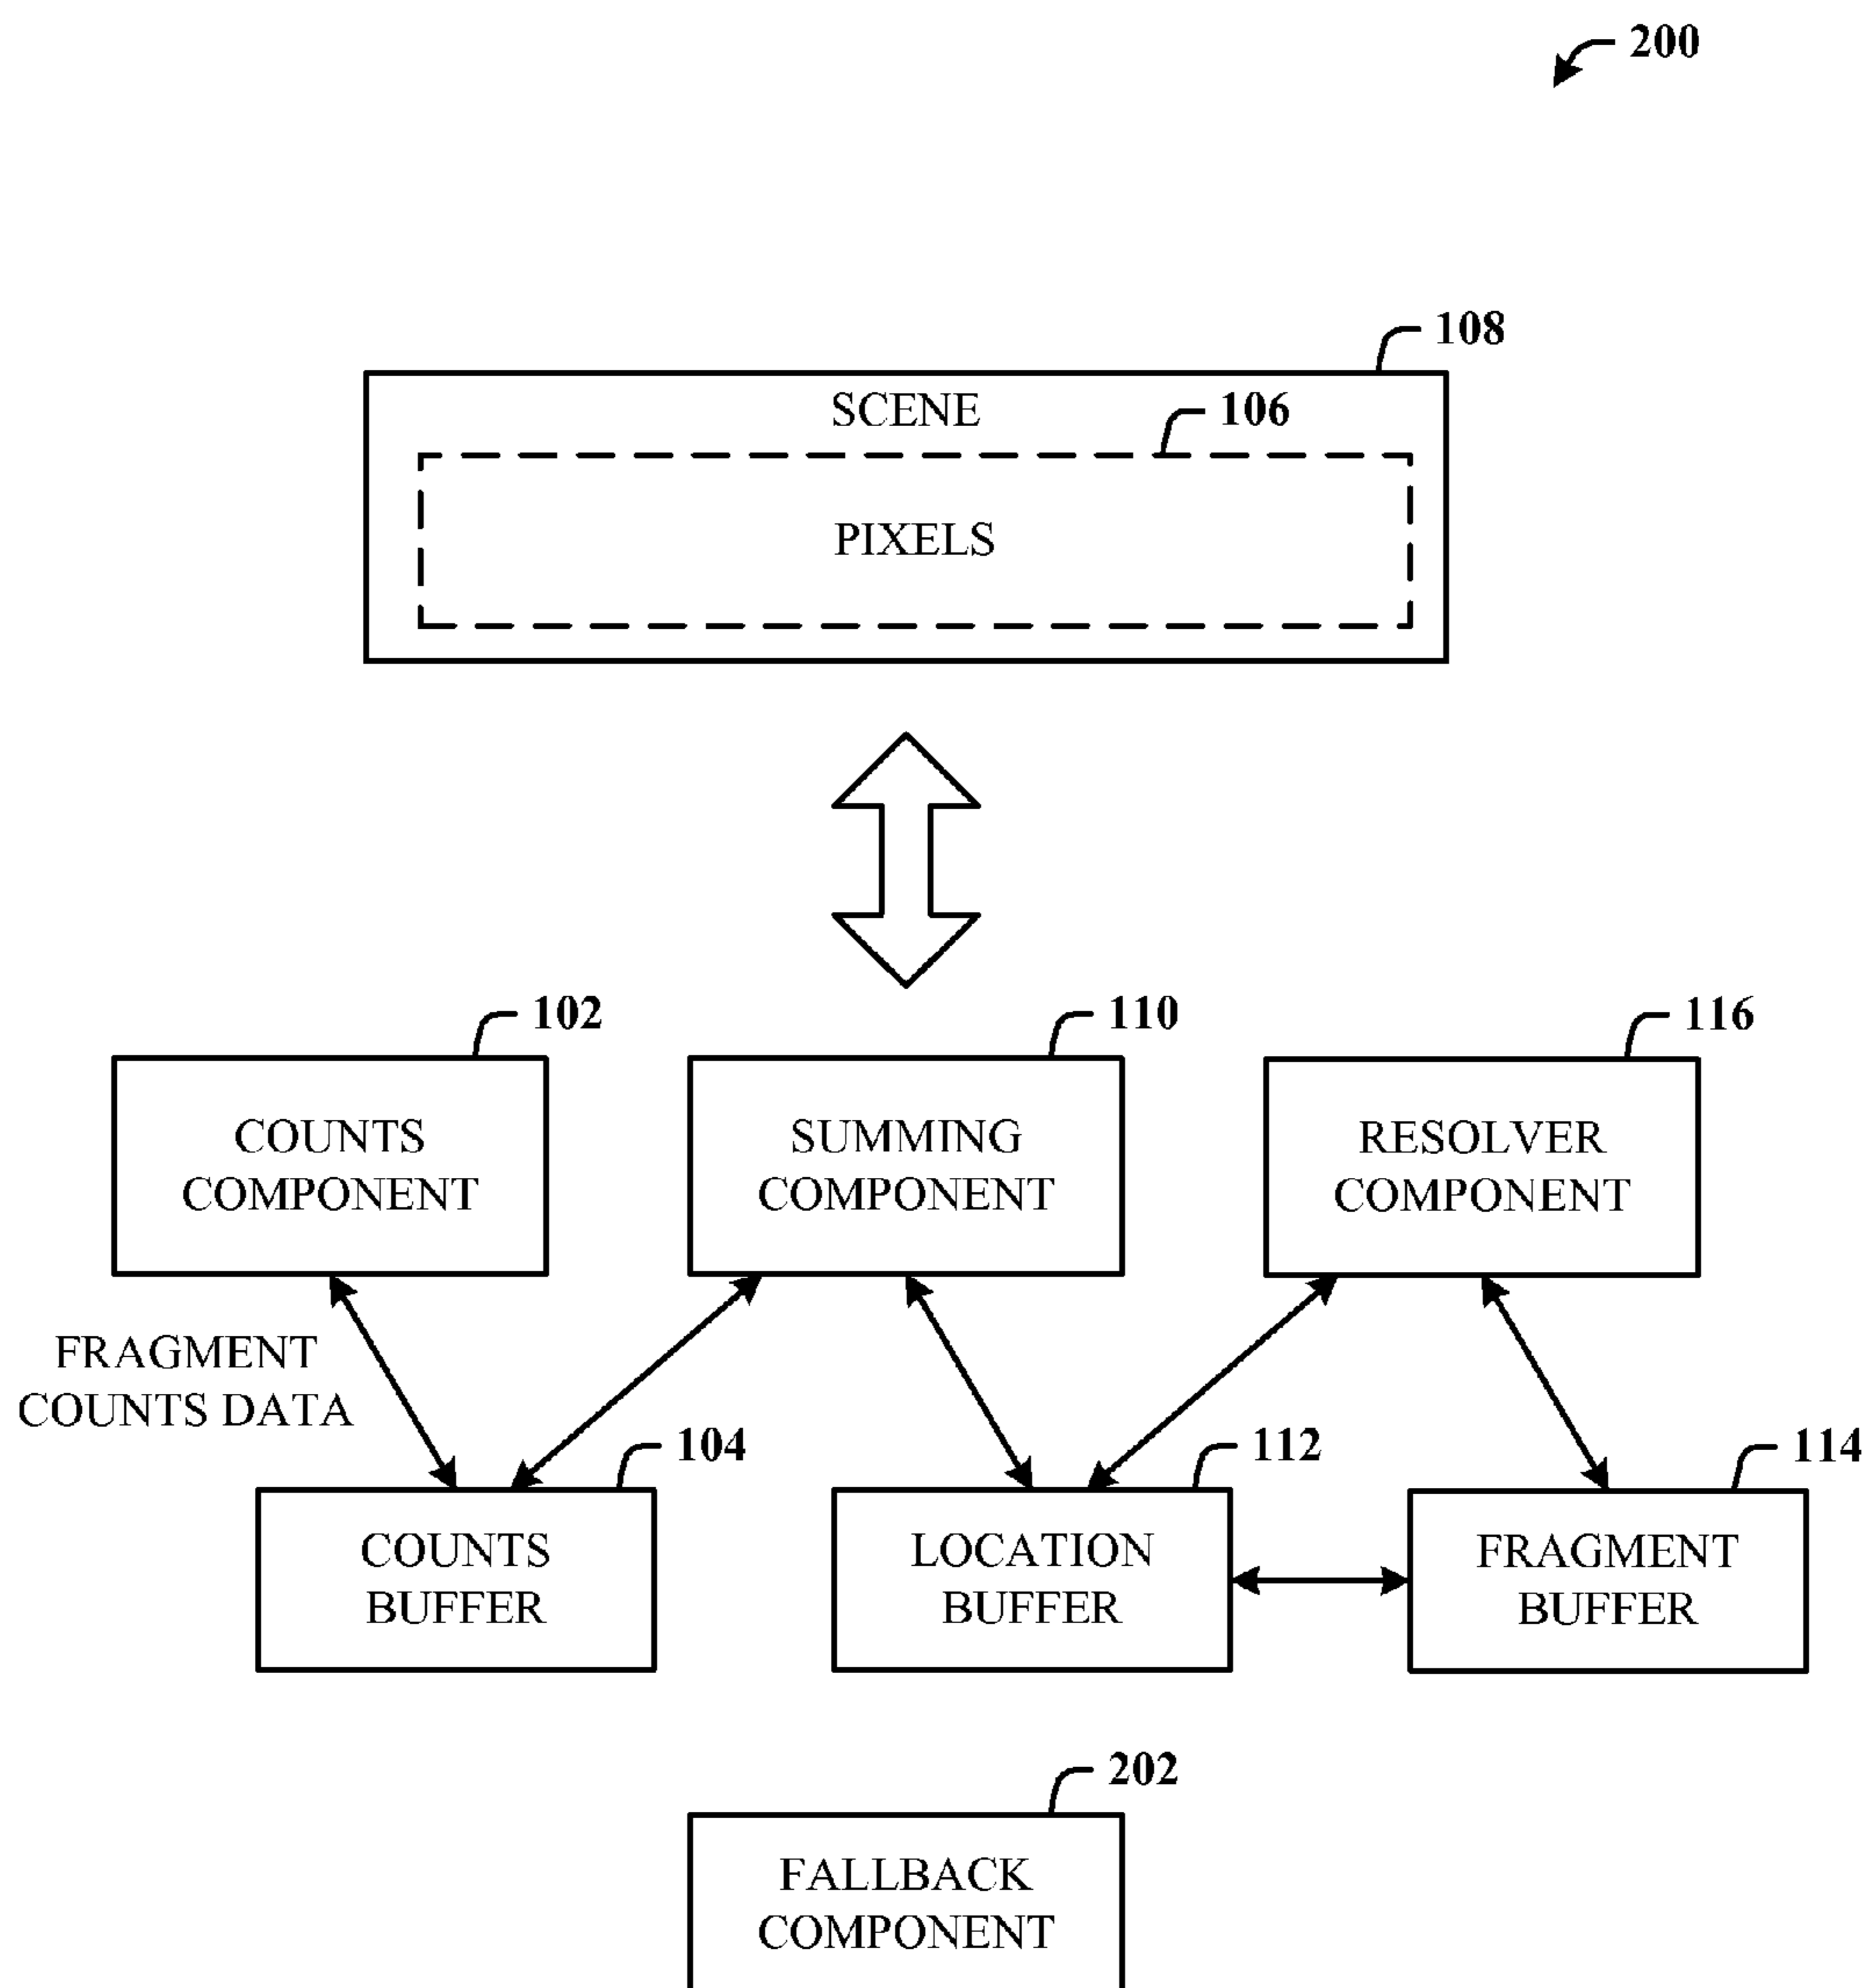 200
108
SCENE
106
PIXELS
102
110
116
COUNTS
COMPONENT
SUMMING
COMPONENT
RESOLVER
COMPONENT
FRAGMENT
COUNTS DATA
104
112
114
COUNTS
BUFFER
LOCATION
BUFFER
FRAGMENT
BUFFER
202
FALLBACK
COMPONENT